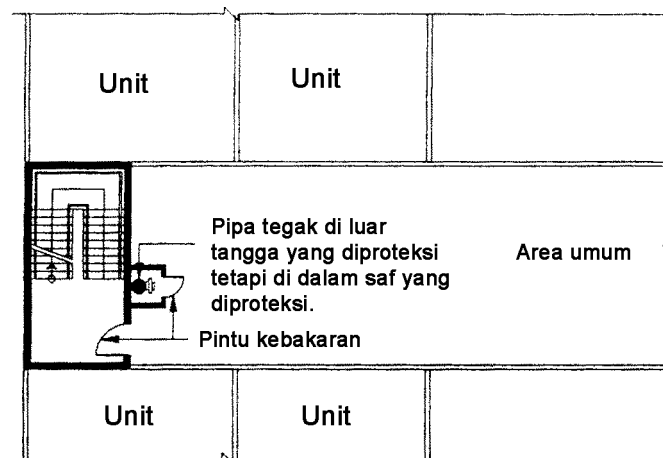 Unit
Unit
Pipa tegak di luar
tangga yang diproteksi
tetapi di dalam saf yang
diproteksi.
Area umum
Pintu kebakaran
Unit
Unit